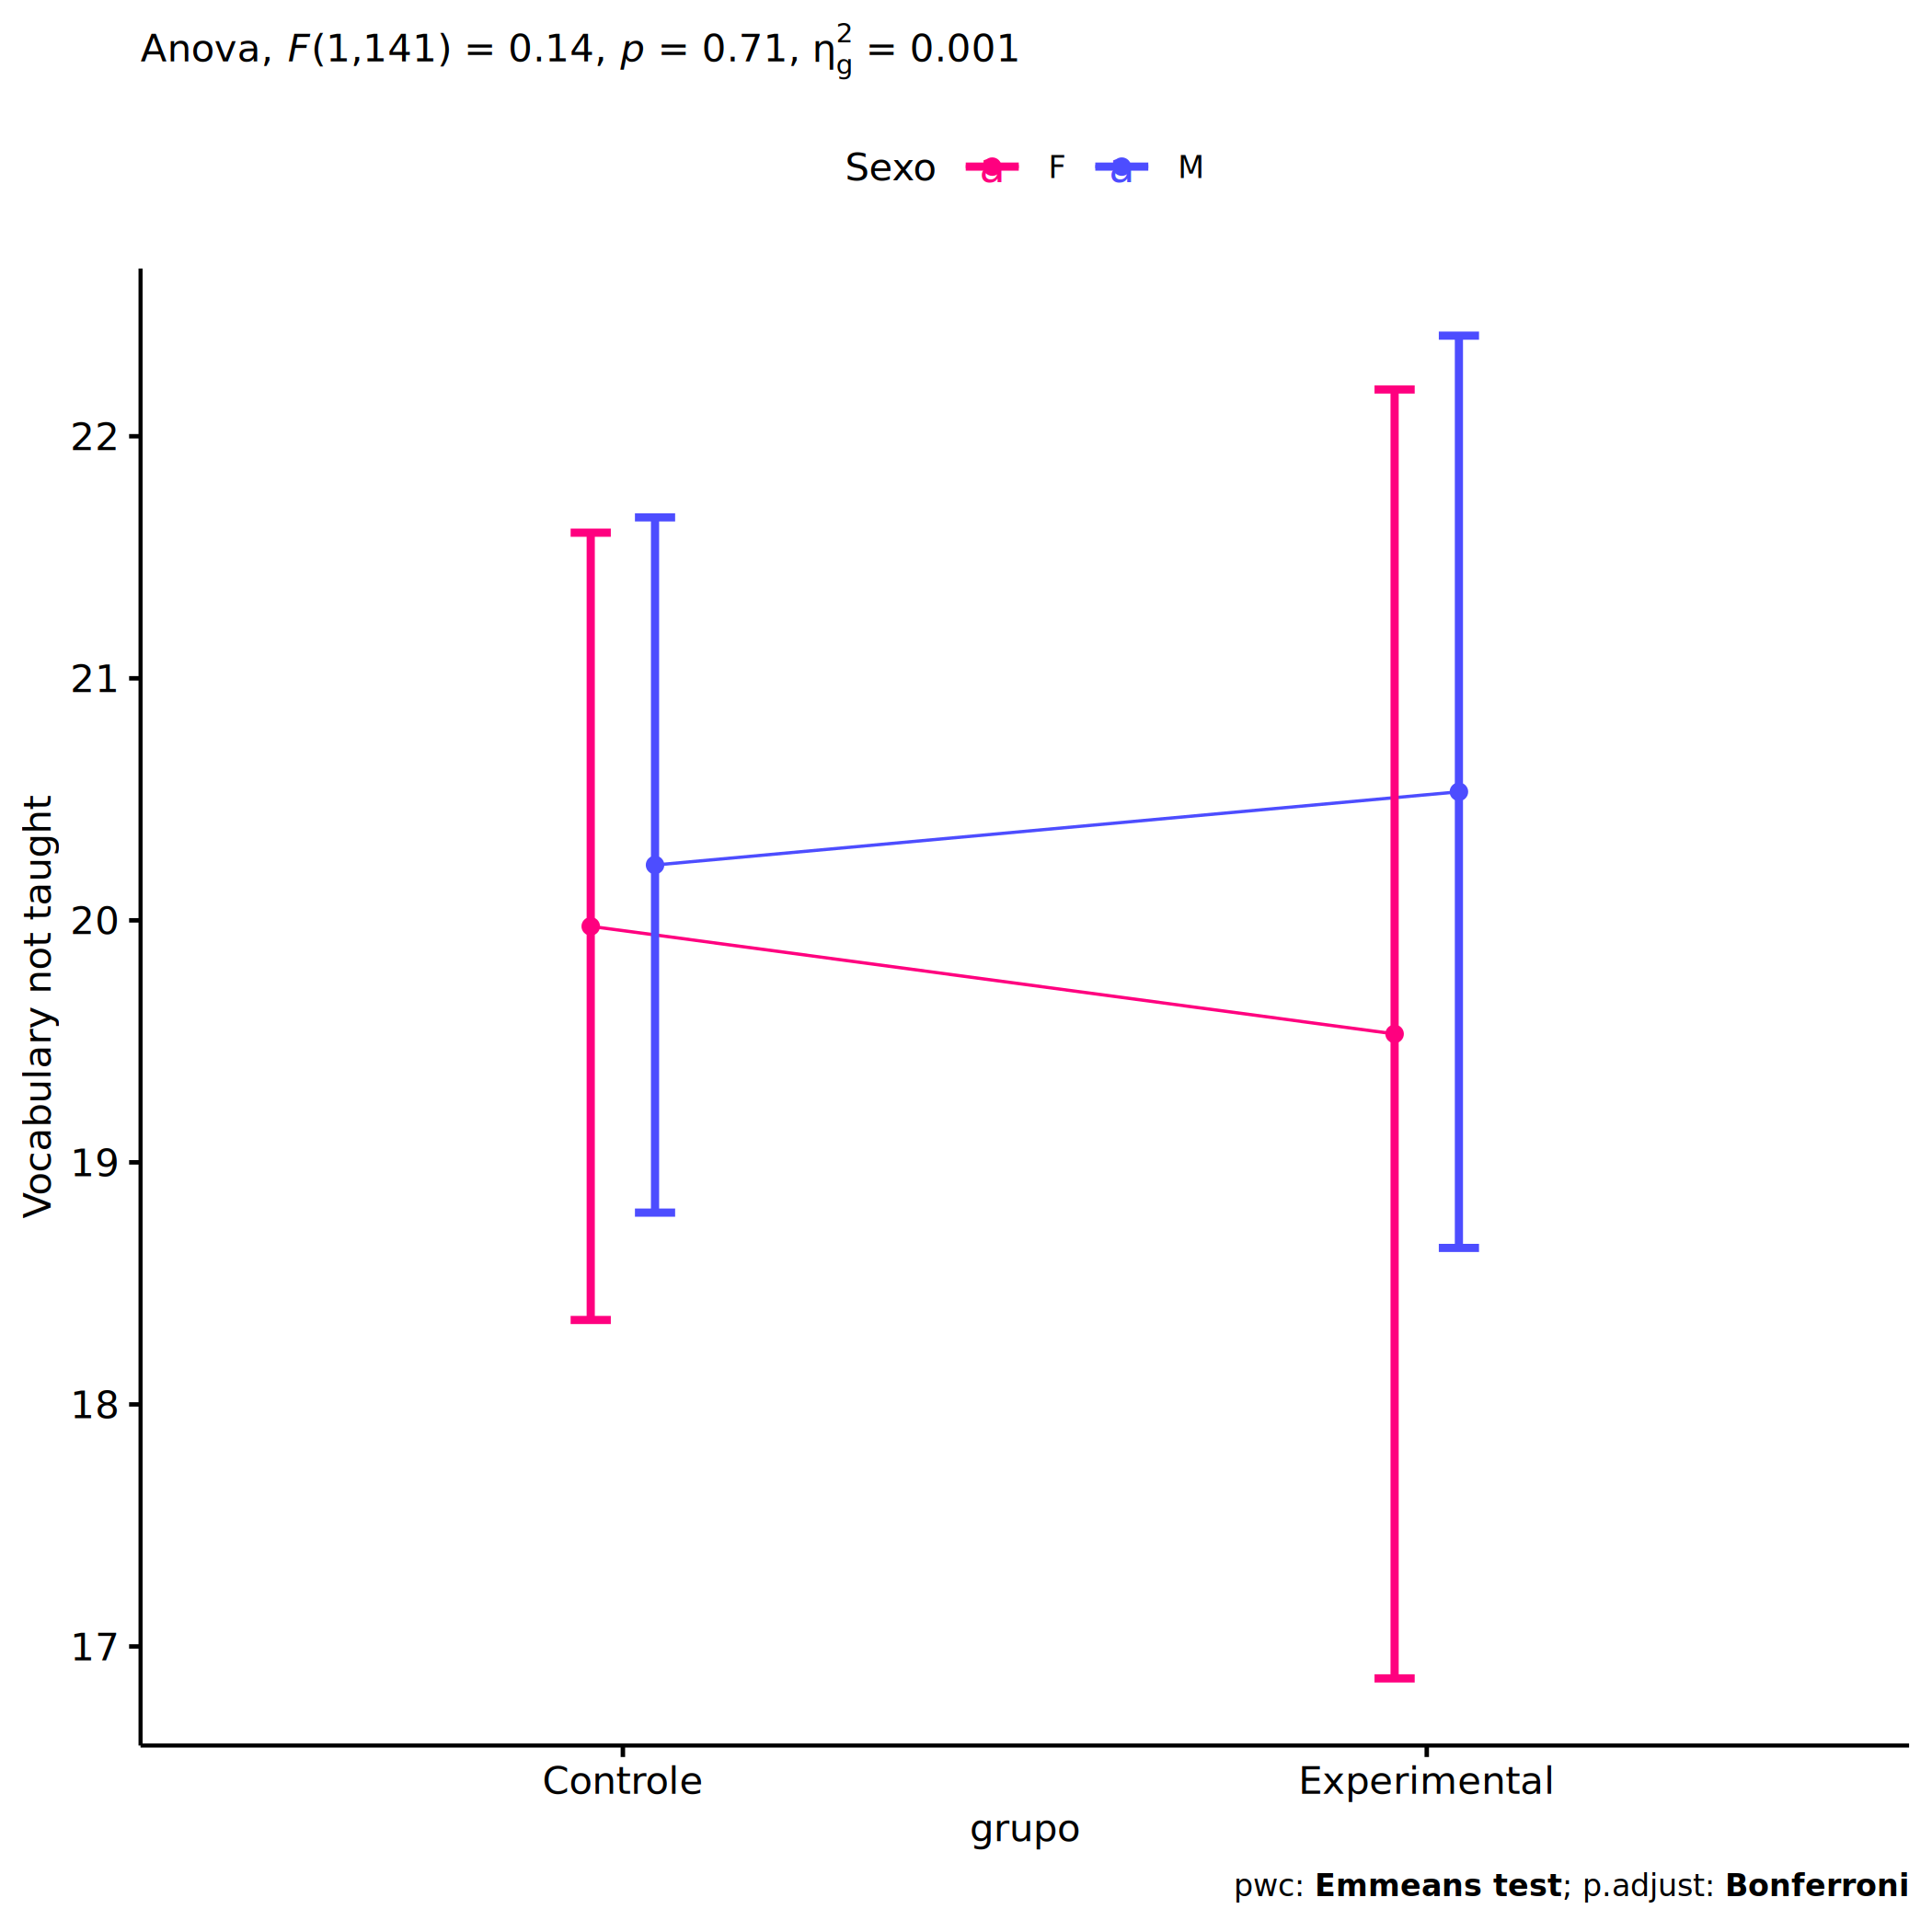 Anova, F(1,141) = 0.14, p = 0.71, η²g = 0.001
Sexo a F a M
22
21
20
19
18
17
Vocabulary not taught
Controle Experimental
grupo
pwc: Emmeans test; p.adjust: Bonferroni